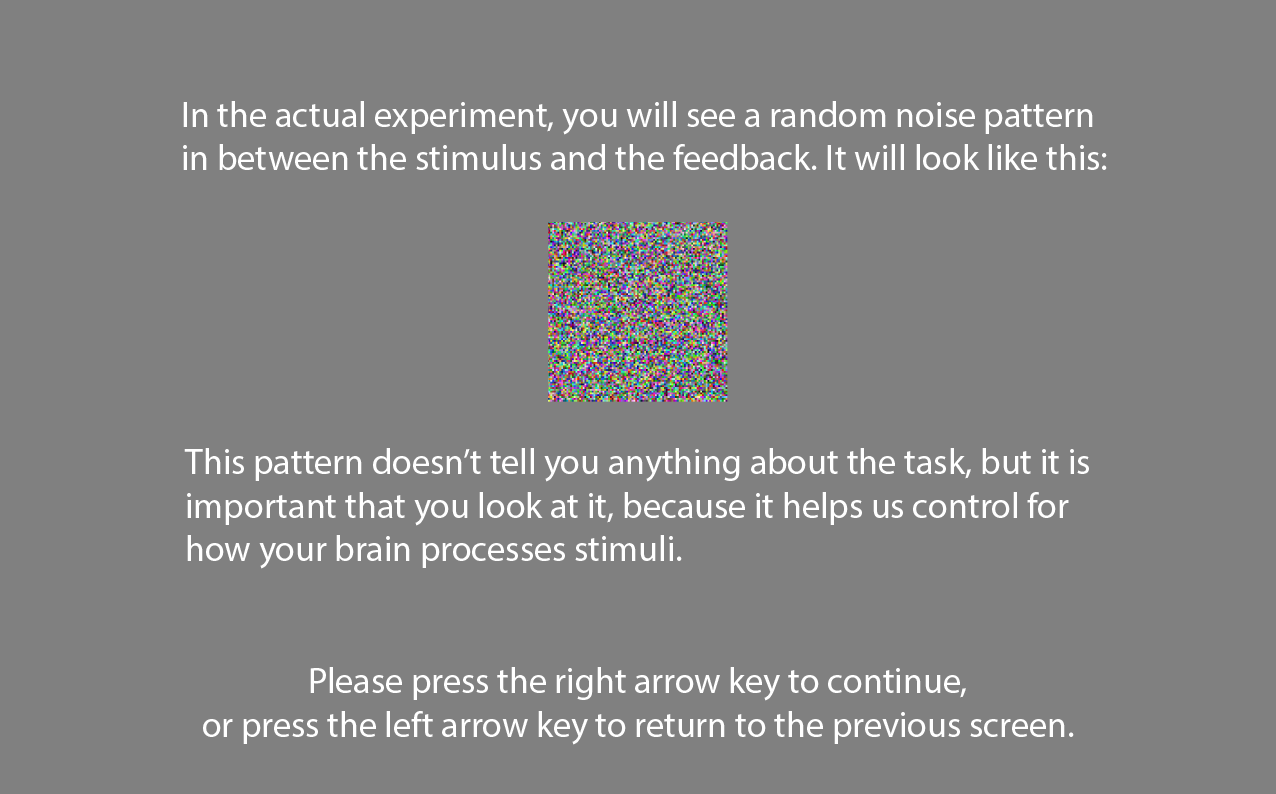 In the actual experiment, you will see a random noise pattern
in between the stimulus and the feedback. It will look like this:
This pattern doesn’t tell you anything about the task, but it is
important that you look at it, because it helps us control for
how your brain processes stimuli.
Please press the right arrow key to continue,
or press the left arrow key to return to the previous screen.